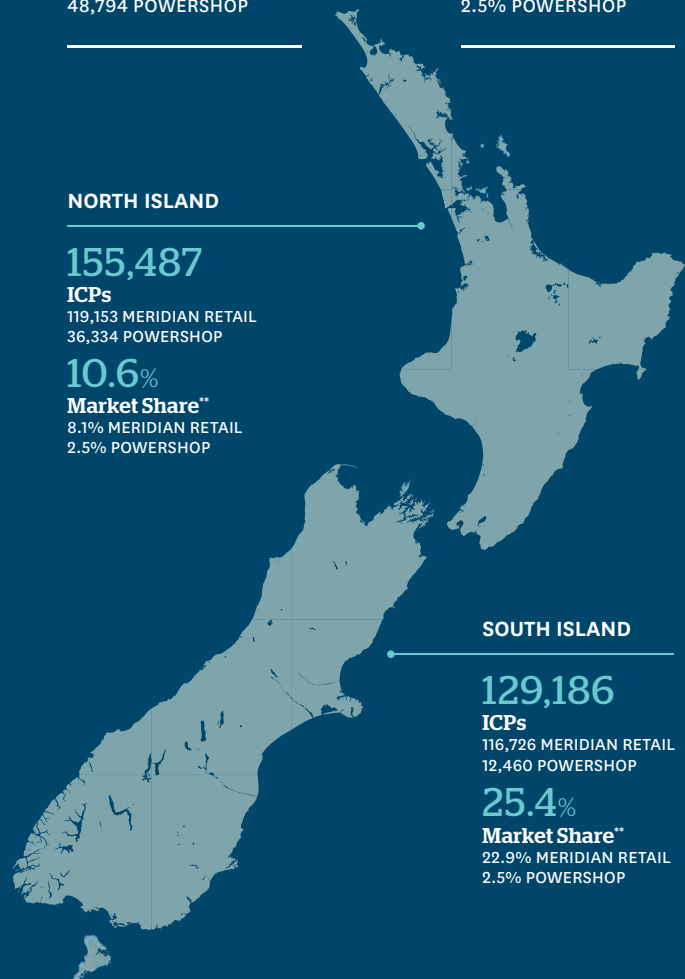 48,794 POWERSHOP
2.5% POWERSHOP
NORTH ISLAND
155,487
ICPs
119,153 MERIDIAN RETAIL
36,334 POWERSHOP
10.6%
Market Share**
8.1% MERIDIAN RETAIL
2.5% POWERSHOP
SOUTH ISLAND
129,186
ICPs
116,726 MERIDIAN RETAIL
12,460 POWERSHOP
25.4%
Market Share**
22.9% MERIDIAN RETAIL
2.5% POWERSHOP